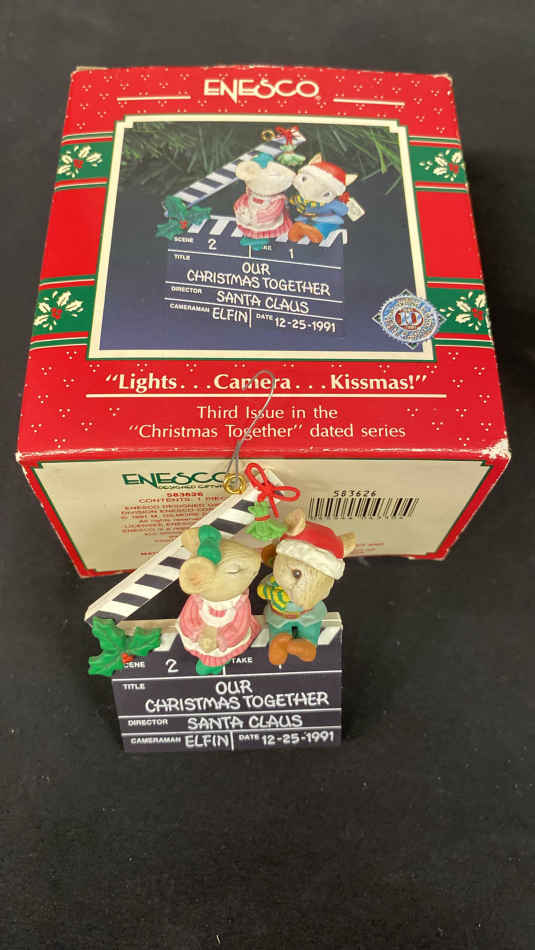 ENESCO®
SCENE 2 TAKE 1
TITLE OUR
CHRISTMAS TOGETHER
DIRECTOR SANTA CLAUS
CAMERAMAN ELFIN DATE 12-25-1991
"Lights...Camera...Kissmas!"
Third Issue in the
"Christmas Together" dated series
ENESCO
583626
583626
SCENE 2 TAKE
TITLE OUR
CHRISTMAS TOGETHER
DIRECTOR SANTA CLAUS
CAMERAMAN ELFIN DATE 12-25-1991